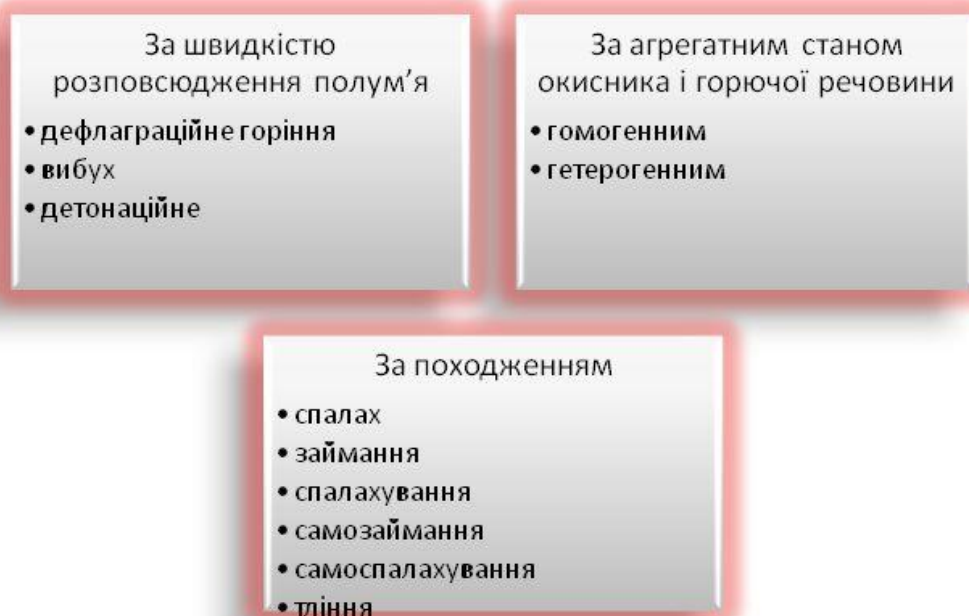 За швидкістю
розповсюдження полум’я
• дефлаграційне горіння
• вибух
• детонаційне
За агрегатним станом
окисника і горючої речовини
• гомогенним
• гетерогенним
За походженням
• спалах
• займання
• спалахування
• самозаймання
• самоспалахування
• тління